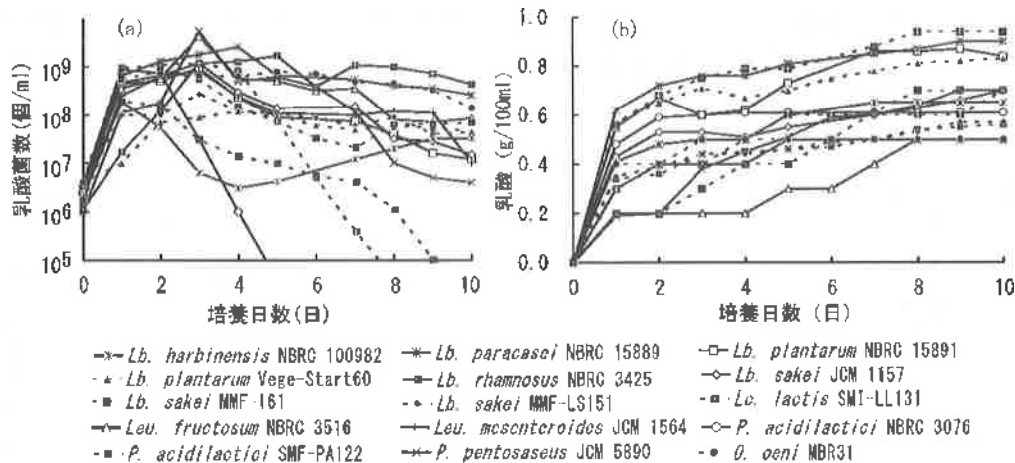 (a)
(b)
乳酸菌数(個/ml)
10⁹
10⁸
10⁷
10⁶
10⁵
0 2 4 6 8 10
培養日数(日)
乳酸 (g/100ml)
1.0
0.8
0.6
0.4
0.2
0.0
0 2 4 6 8 10
培養日数 (日)
Lb. harbinensis NBRC 100982 Lb. paracasei NBRC 15889 Lb. plantarum NBRC 15891
Lb. plantarum Vege-Start60 Lb. rhamnosus NBRC 3425 Lb. sakei JCM 1157
Lb. sakei MMF-161 Lb. sakei MMF-LS151 Lc. lactis SMI-LL131
Leu. fructosum NBRC 3516 Leu. mesenteroides JCM 1564 P. acidilactici NBRC 3076
P. acidilactici SMF-PA122 P. pentosaseus JCM 5890 O. oeni MBR31